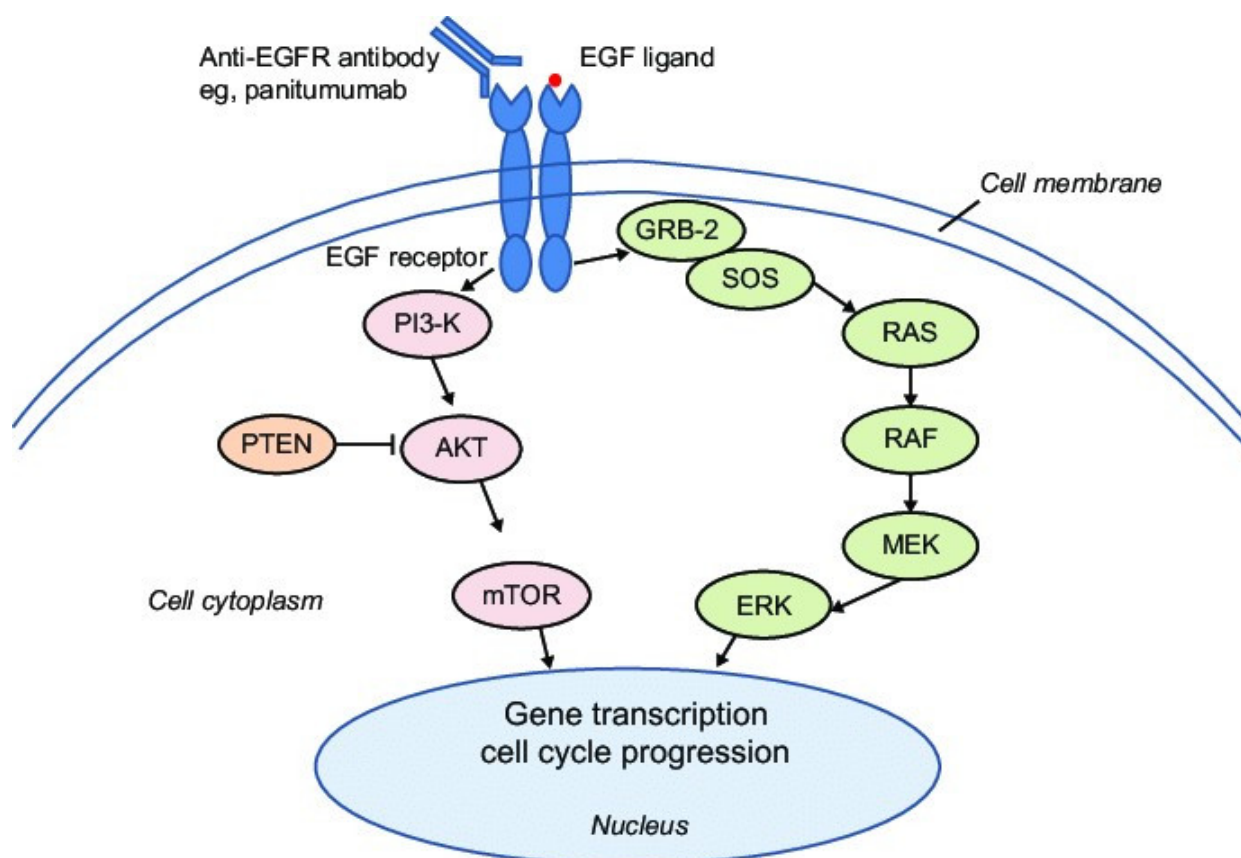 Anti-EGFR antibody
eg, panitumumab
EGF ligand
Cell membrane
GRB-2
EGF receptor
SOS
PI3-K
RAS
PTEN
AKT
RAF
MEK
Cell cytoplasm
mTOR
ERK
Gene transcription
cell cycle progression
Nucleus